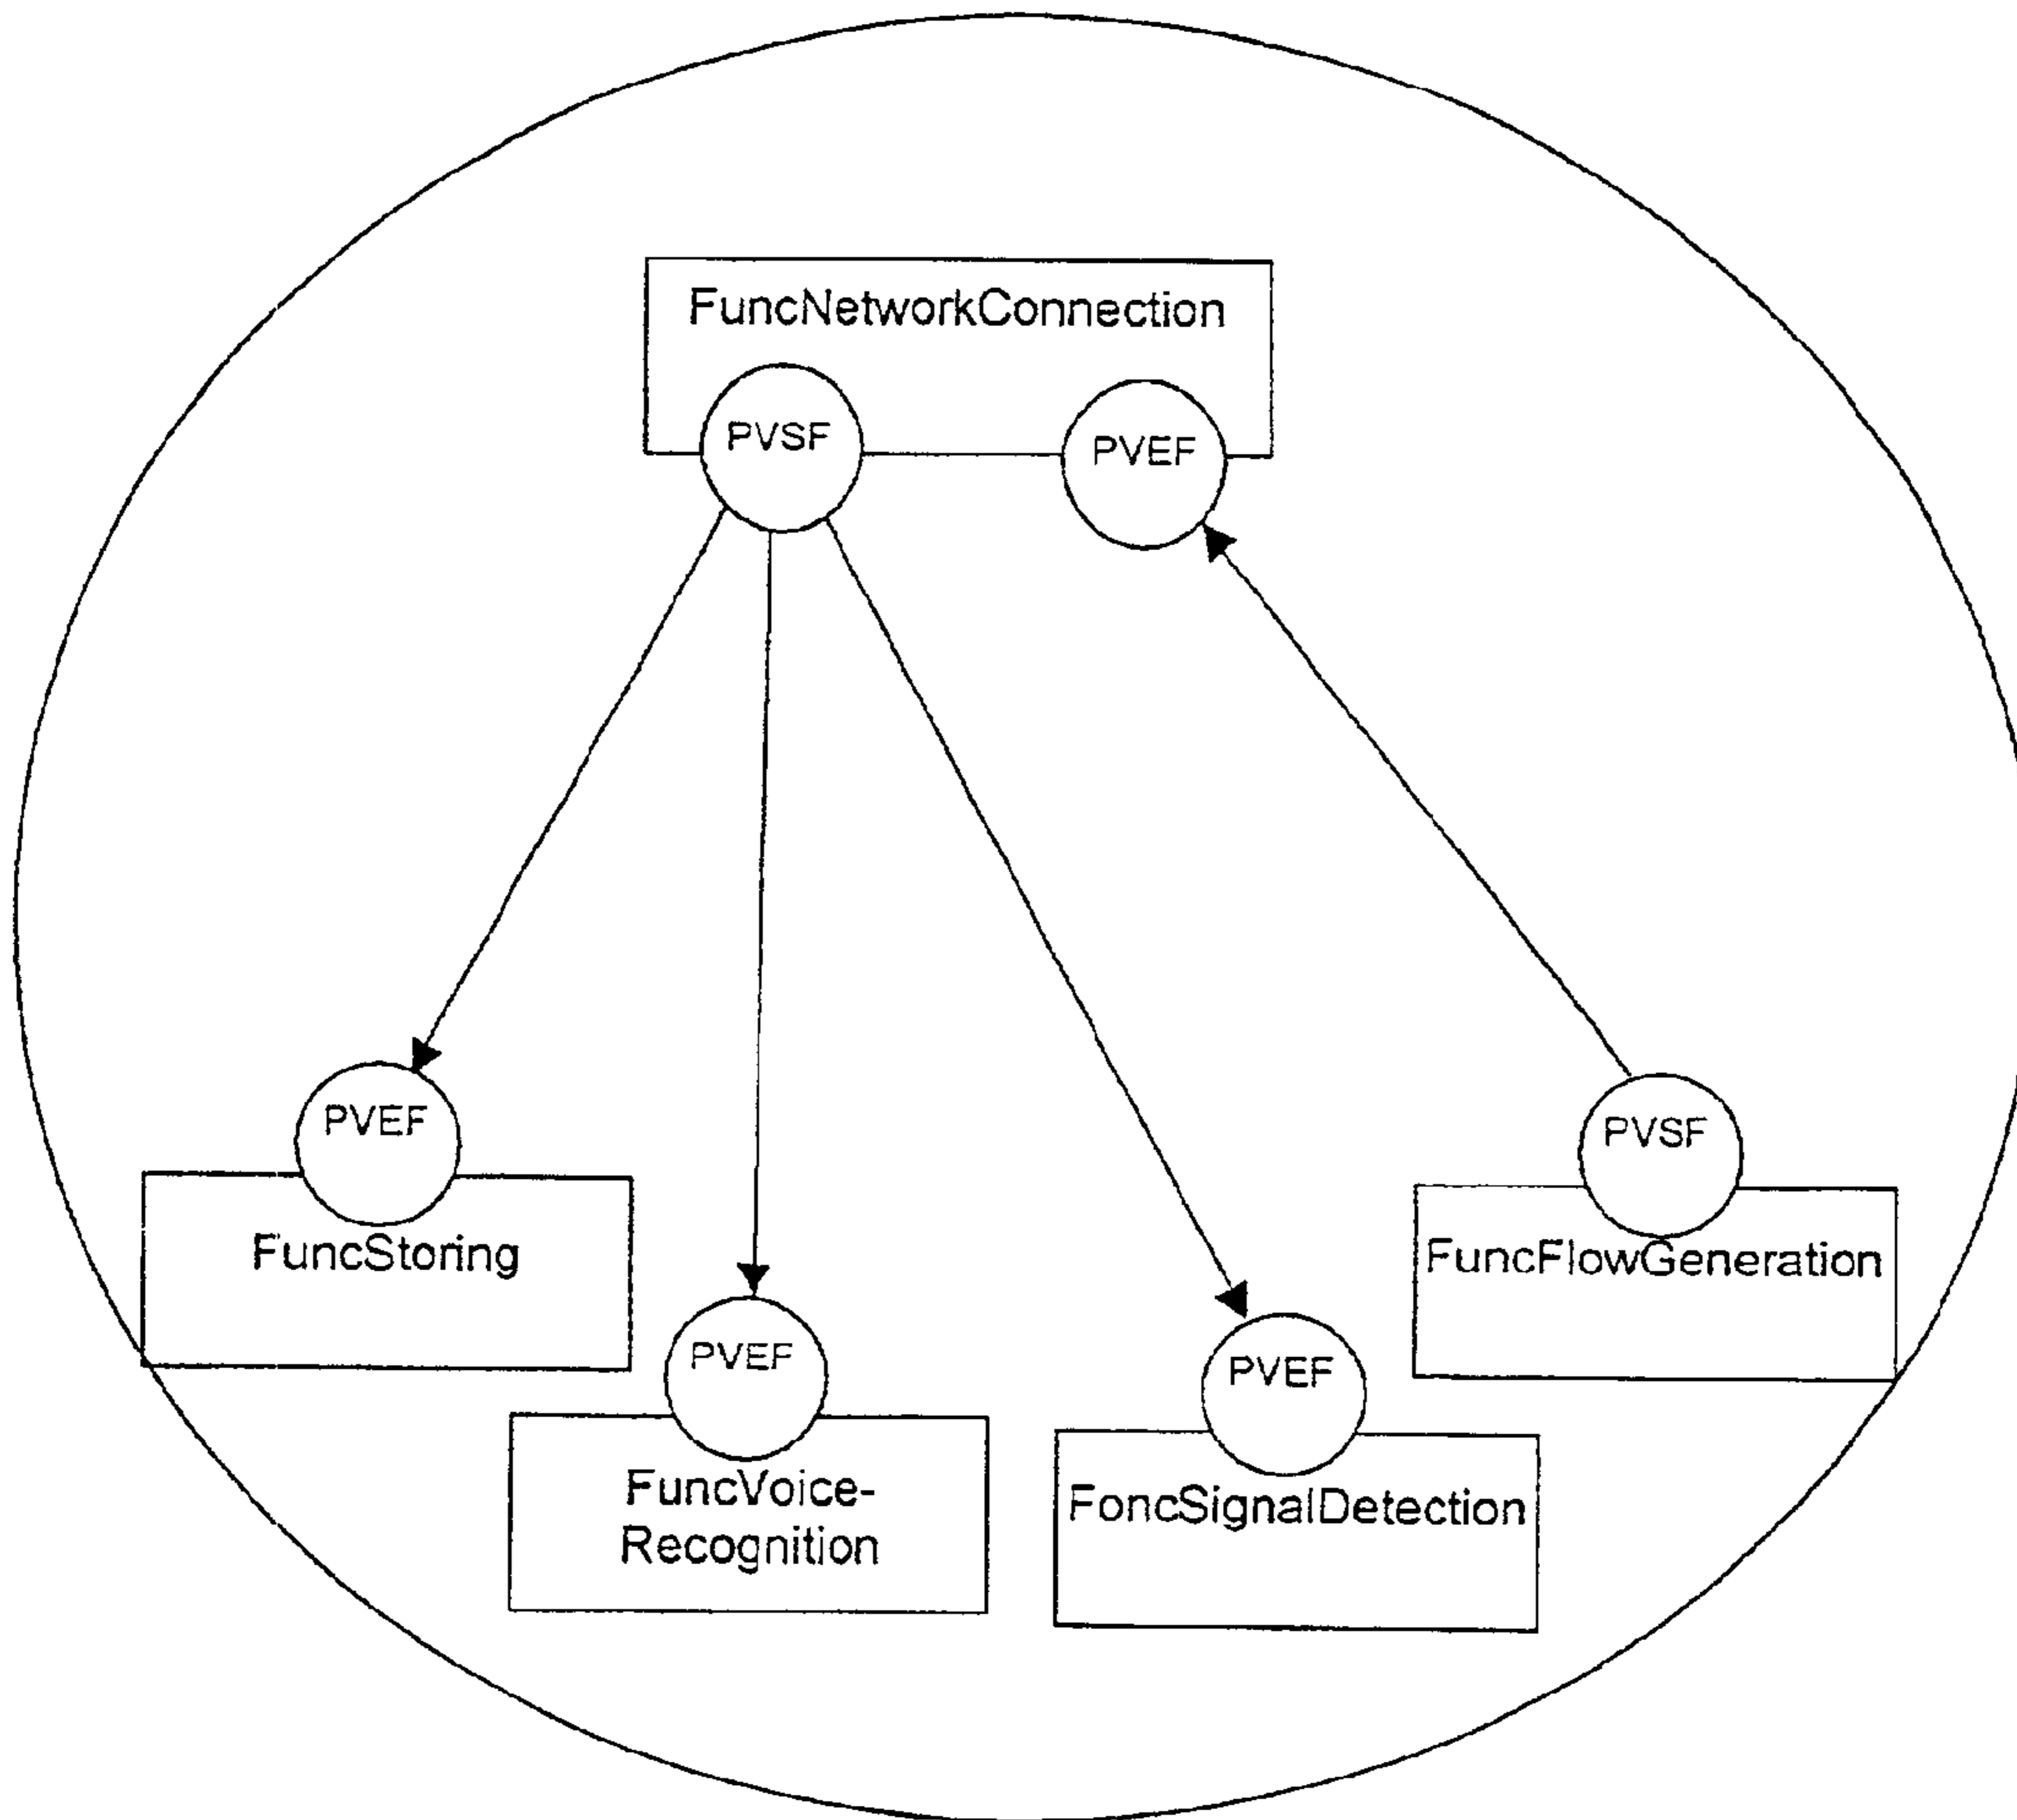 FuncNetworkConnection
PVSF
PVEF
PVEF
FuncStoring
PVSF
FuncFlowGeneration
PVEF
FuncVoice-
Recognition
PVEF
FoncSignalDetection